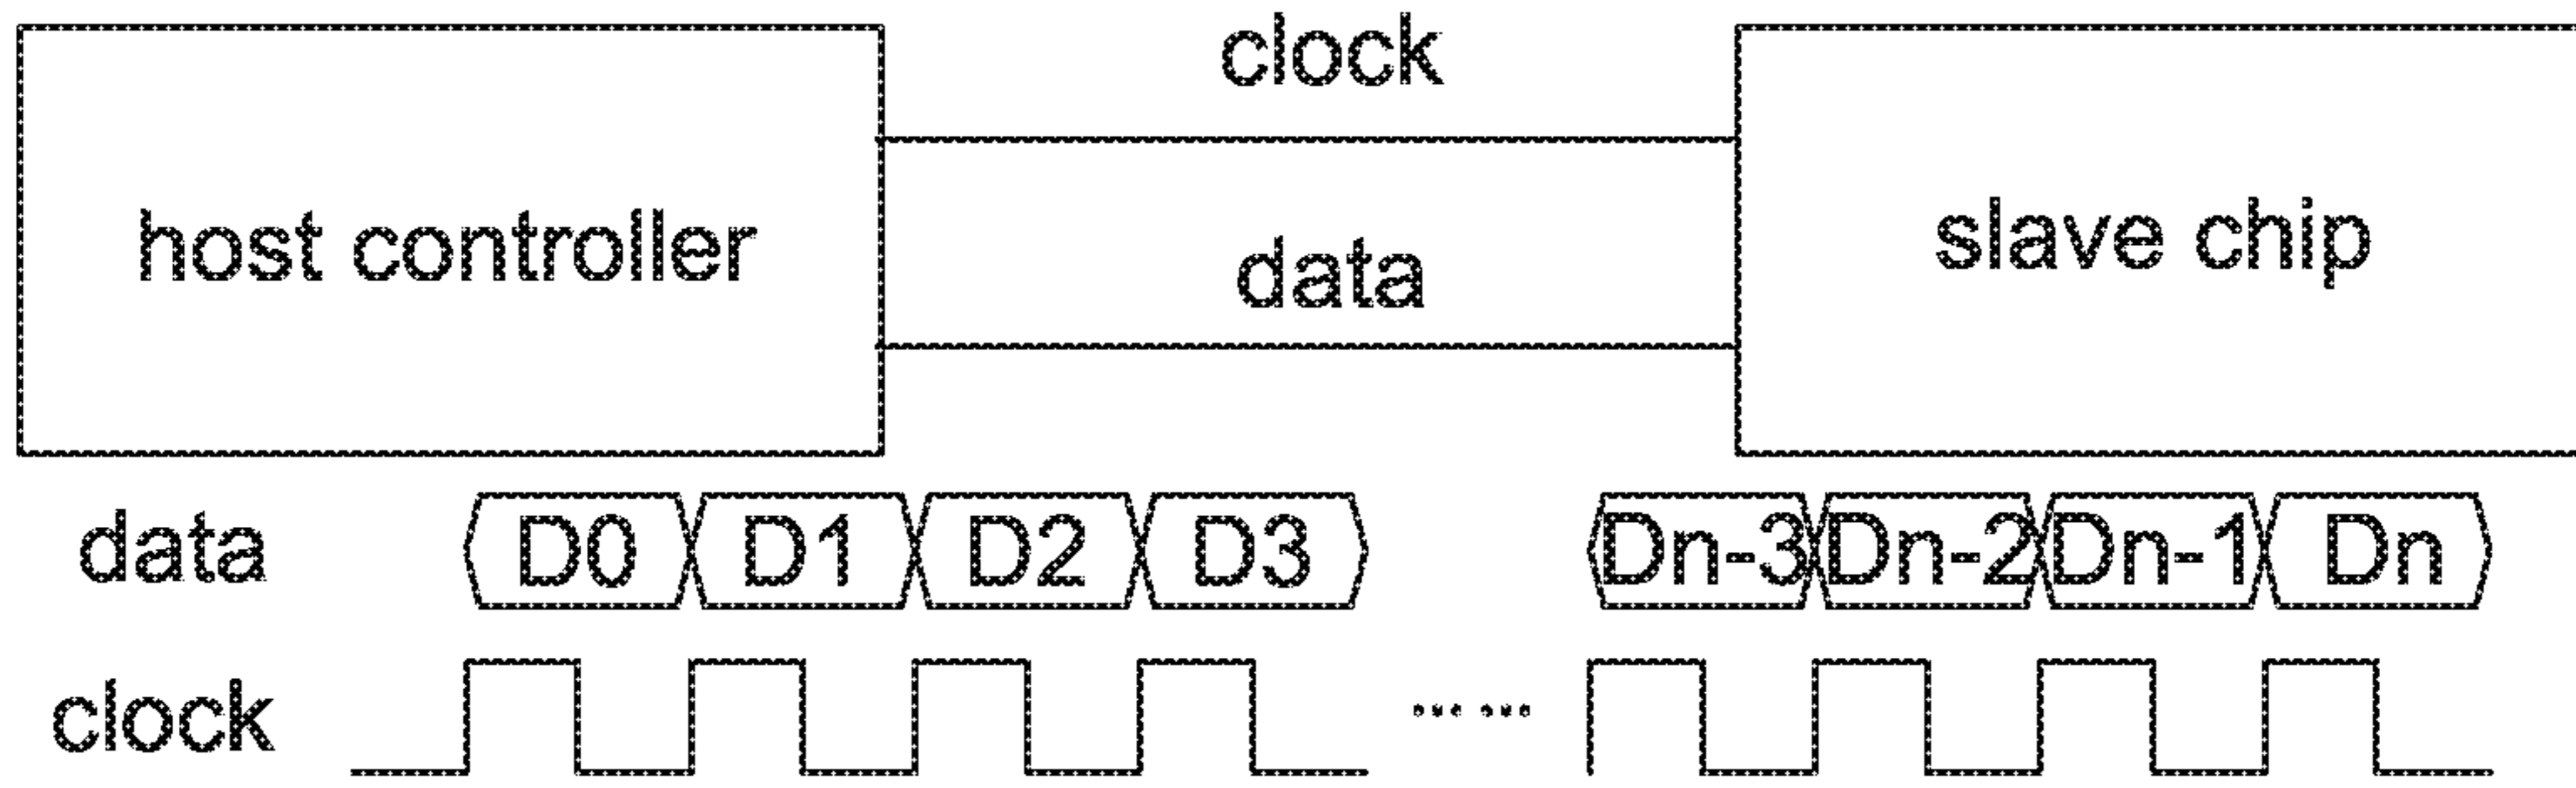 clock
host controller
data
slave chip
data D0 D1 D2 D3 Dn-3 Dn-2 Dn-1 Dn
clock ... ...